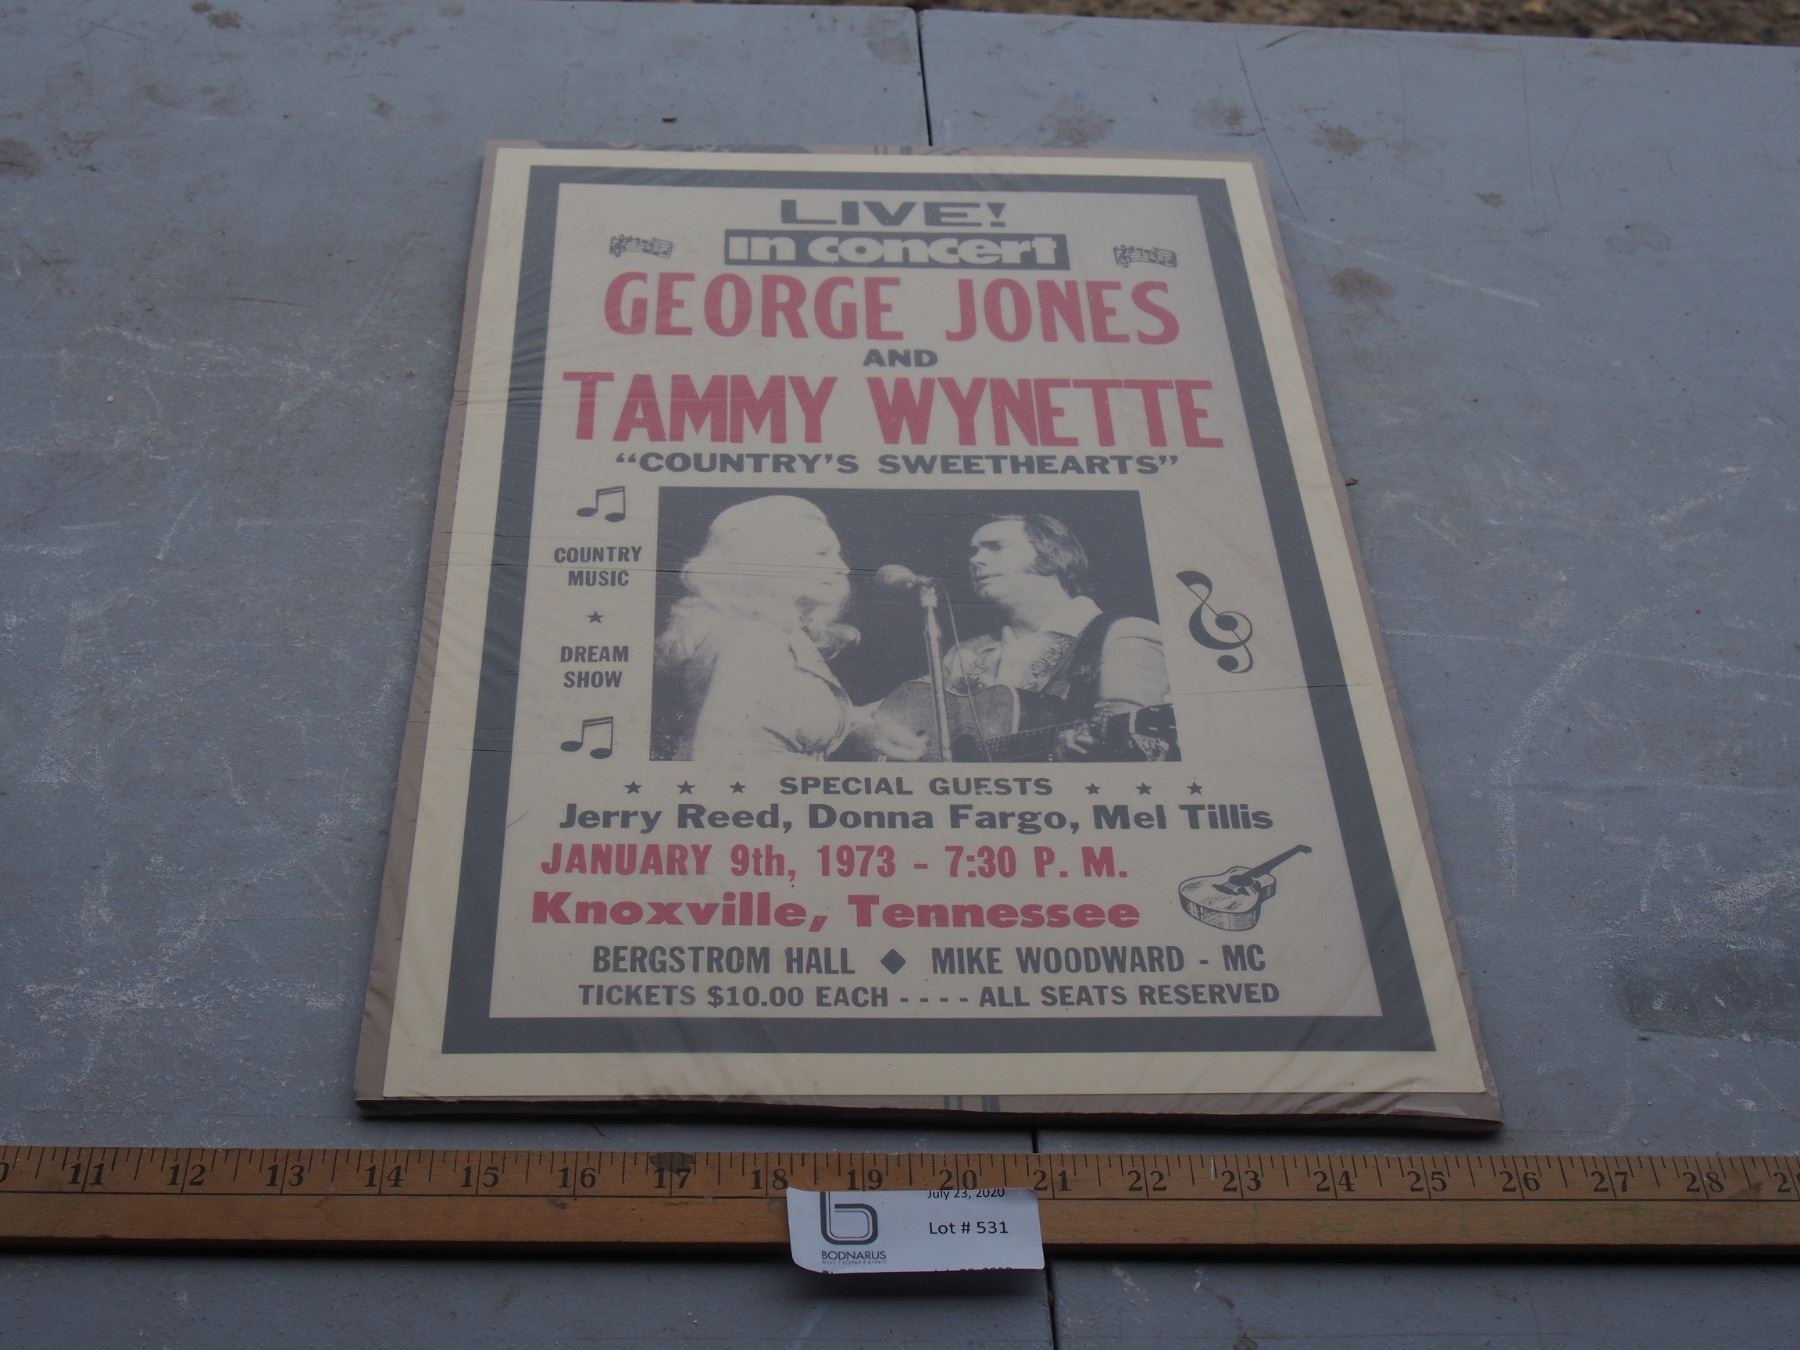 LIVE!
in concert
GEORGE JONES
AND
TAMMY WYNETTE
“COUNTRY’S SWEETHEARTS”
COUNTRY
MUSIC
DREAM
SHOW
SPECIAL GUESTS
Jerry Reed, Donna Fargo, Mel Tillis
JANUARY 9th, 1973 - 7:30 P. M.
Knoxville, Tennessee
BERGSTROM HALL ◆ MIKE WOODWARD - MC
TICKETS $10.00 EACH - - - - ALL SEATS RESERVED
11 12 13 14 15 16 17 18 19 20 21 22 23 24 25 26 27 28
July 23, 2020
Lot # 531
BODNARUS
AUCTIONEERING